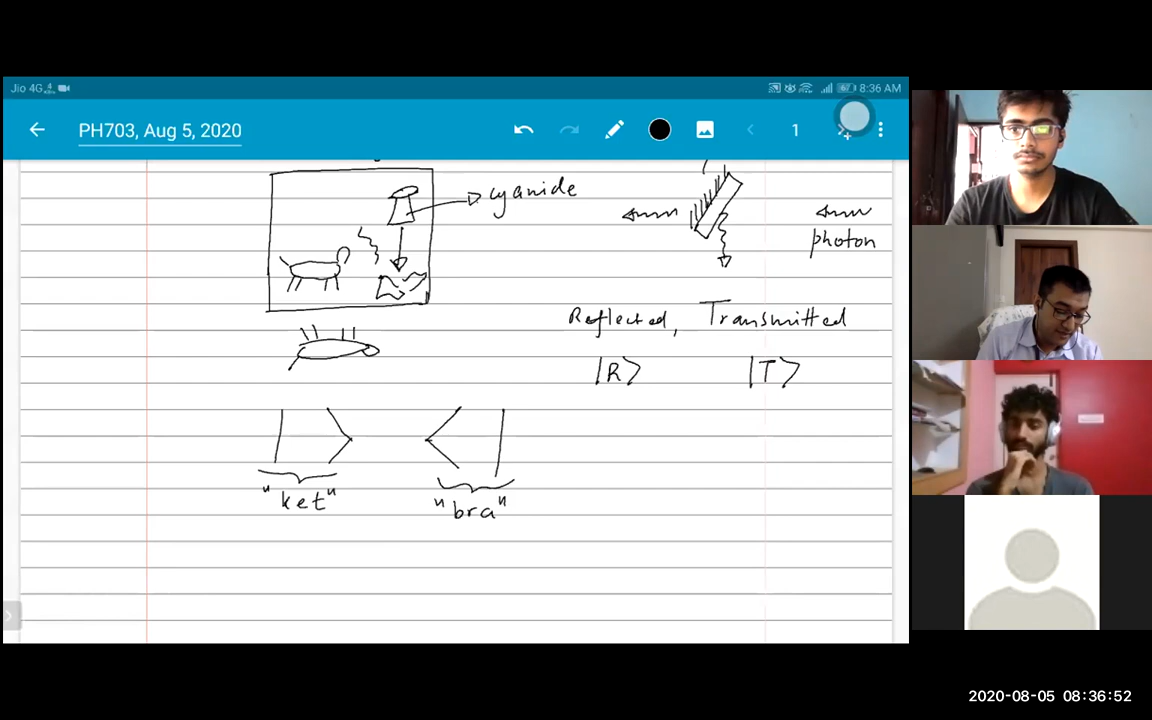 Jio 4G 8:36 AM
PH703, Aug 5, 2020
1
cyanide
photon
Reflected, Transmitted
|R⟩ |T⟩
| ⟩ ⟨ |
"ket" "bra"
2020-08-05 08:36:52